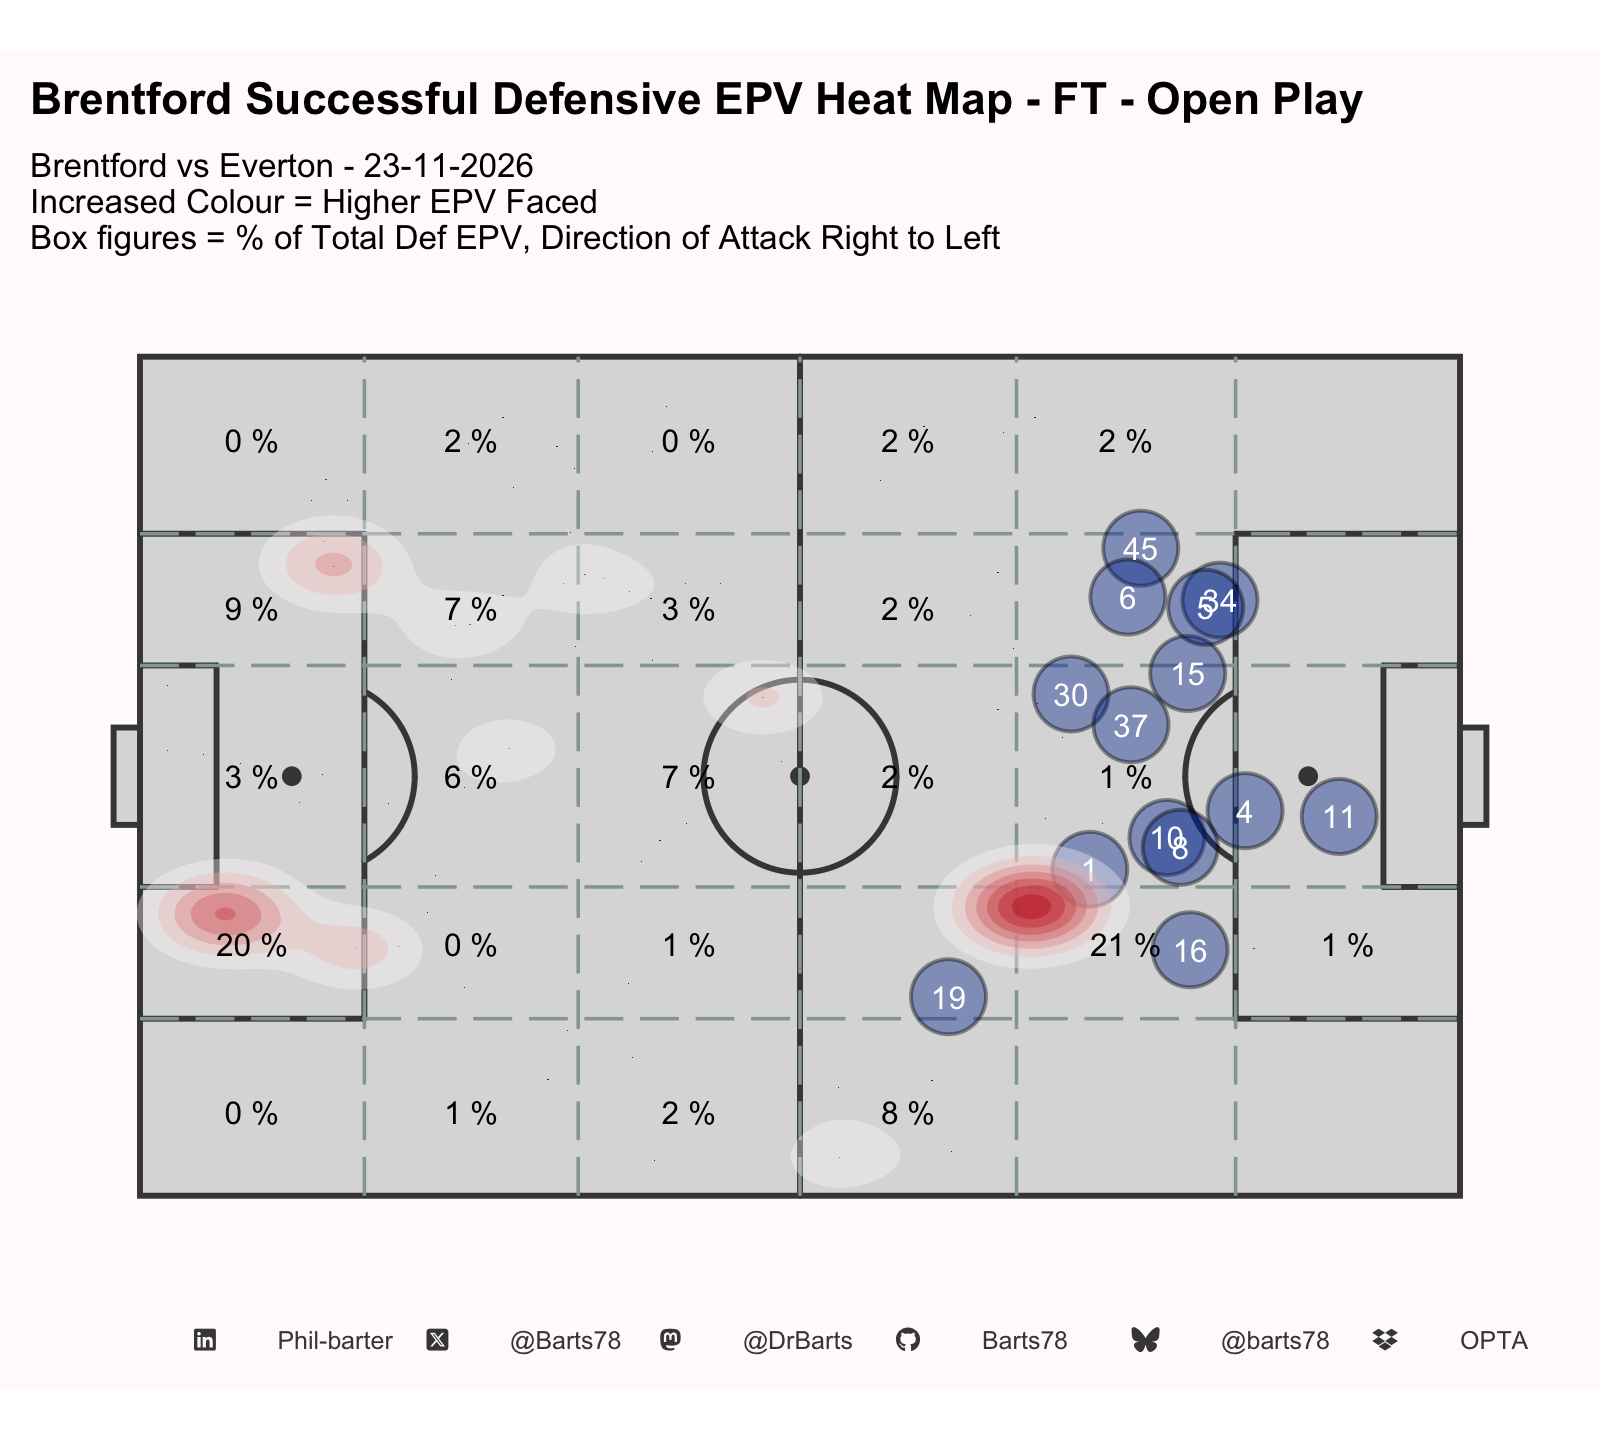 Brentford Successful Defensive EPV Heat Map - FT - Open Play
Brentford vs Everton - 23-11-2026
Increased Colour = Higher EPV Faced
Box figures = % of Total Def EPV, Direction of Attack Right to Left
0 % 2 % 0 % 2 % 2 %
45
6 5 34
9 % 7 % 3 % 2 %
15
30
37
3 % 6 % 7 % 2 % 1 %
4 11
10 8
1
20 % 0 % 1 % 21 % 16 1 %
19
0 % 1 % 2 % 8 %
Phil-barter @Barts78 @DrBarts Barts78 @barts78 OPTA